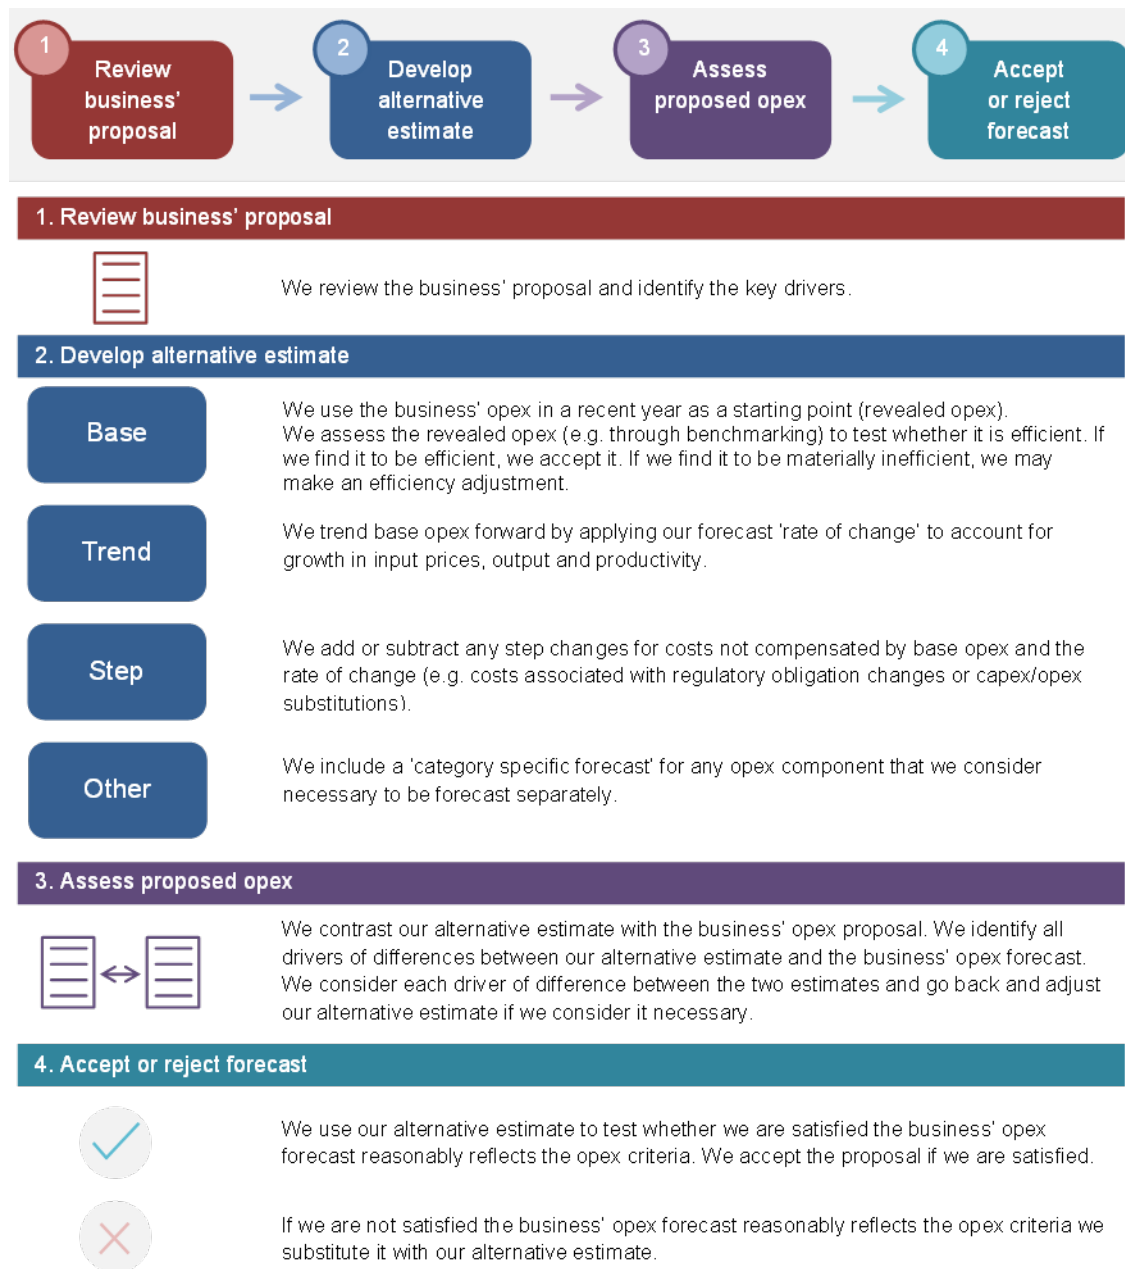 1
Review
business’
proposal
2
Develop
alternative
estimate
3
Assess
proposed opex
4
Accept
or reject
forecast
1. Review business’ proposal
We review the business’ proposal and identify the key drivers.
2. Develop alternative estimate
Base
We use the business’ opex in a recent year as a starting point (revealed opex).
We assess the revealed opex (e.g. through benchmarking) to test whether it is efficient. If
we find it to be efficient, we accept it. If we find it to be materially inefficient, we may
make an efficiency adjustment.
Trend
We trend base opex forward by applying our forecast ‘rate of change’ to account for
growth in input prices, output and productivity.
Step
We add or subtract any step changes for costs not compensated by base opex and the
rate of change (e.g. costs associated with regulatory obligation changes or capex/opex
substitutions).
Other
We include a ‘category specific forecast’ for any opex component that we consider
necessary to be forecast separately.
3. Assess proposed opex
We contrast our alternative estimate with the business’ opex proposal. We identify all
drivers of differences between our alternative estimate and the business’ opex forecast.
We consider each driver of difference between the two estimates and go back and adjust
our alternative estimate if we consider it necessary.
4. Accept or reject forecast
We use our alternative estimate to test whether we are satisfied the business’ opex
forecast reasonably reflects the opex criteria. We accept the proposal if we are satisfied.
If we are not satisfied the business’ opex forecast reasonably reflects the opex criteria we
substitute it with our alternative estimate.